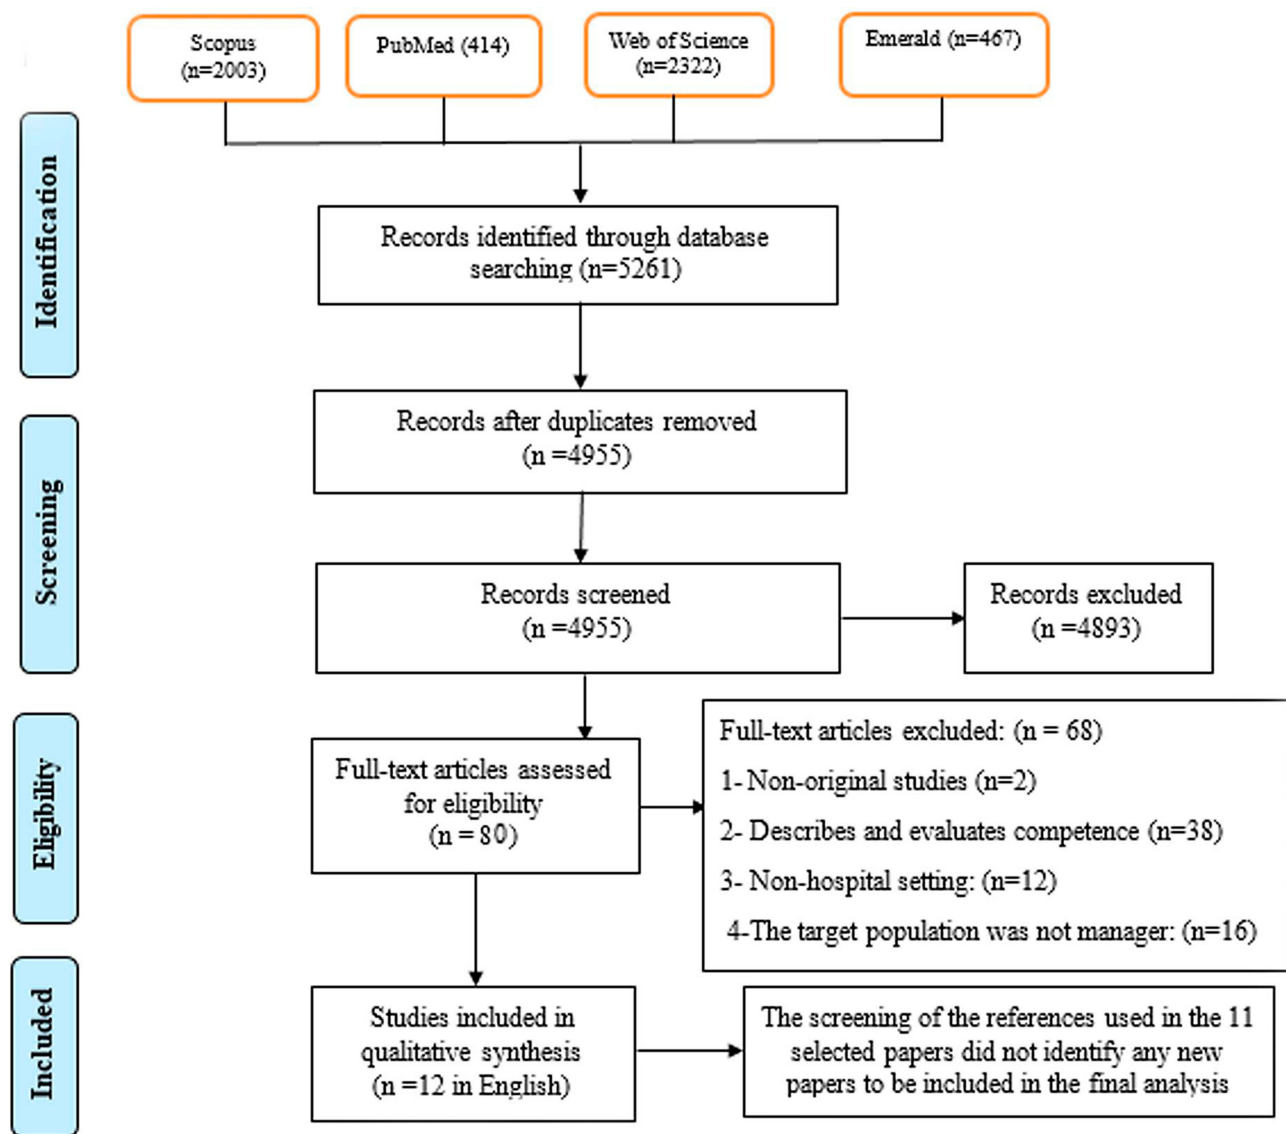 Scopus
(n=2003)
PubMed (414)
Web of Science
(n=2322)
Emerald (n=467)
Identification
Records identified through database
searching (n=5261)
Records after duplicates removed
(n =4955)
Screening
Records screened
(n =4955)
Records excluded
(n =4893)
Eligibility
Full-text articles assessed
for eligibility
(n = 80)
Full-text articles excluded: (n = 68)
1- Non-original studies (n=2)
2- Describes and evaluates competence (n=38)
3- Non-hospital setting: (n=12)
4-The target population was not manager: (n=16)
Included
Studies included in
qualitative synthesis
(n =12 in English)
The screening of the references used in the 11
selected papers did not identify any new
papers to be included in the final analysis